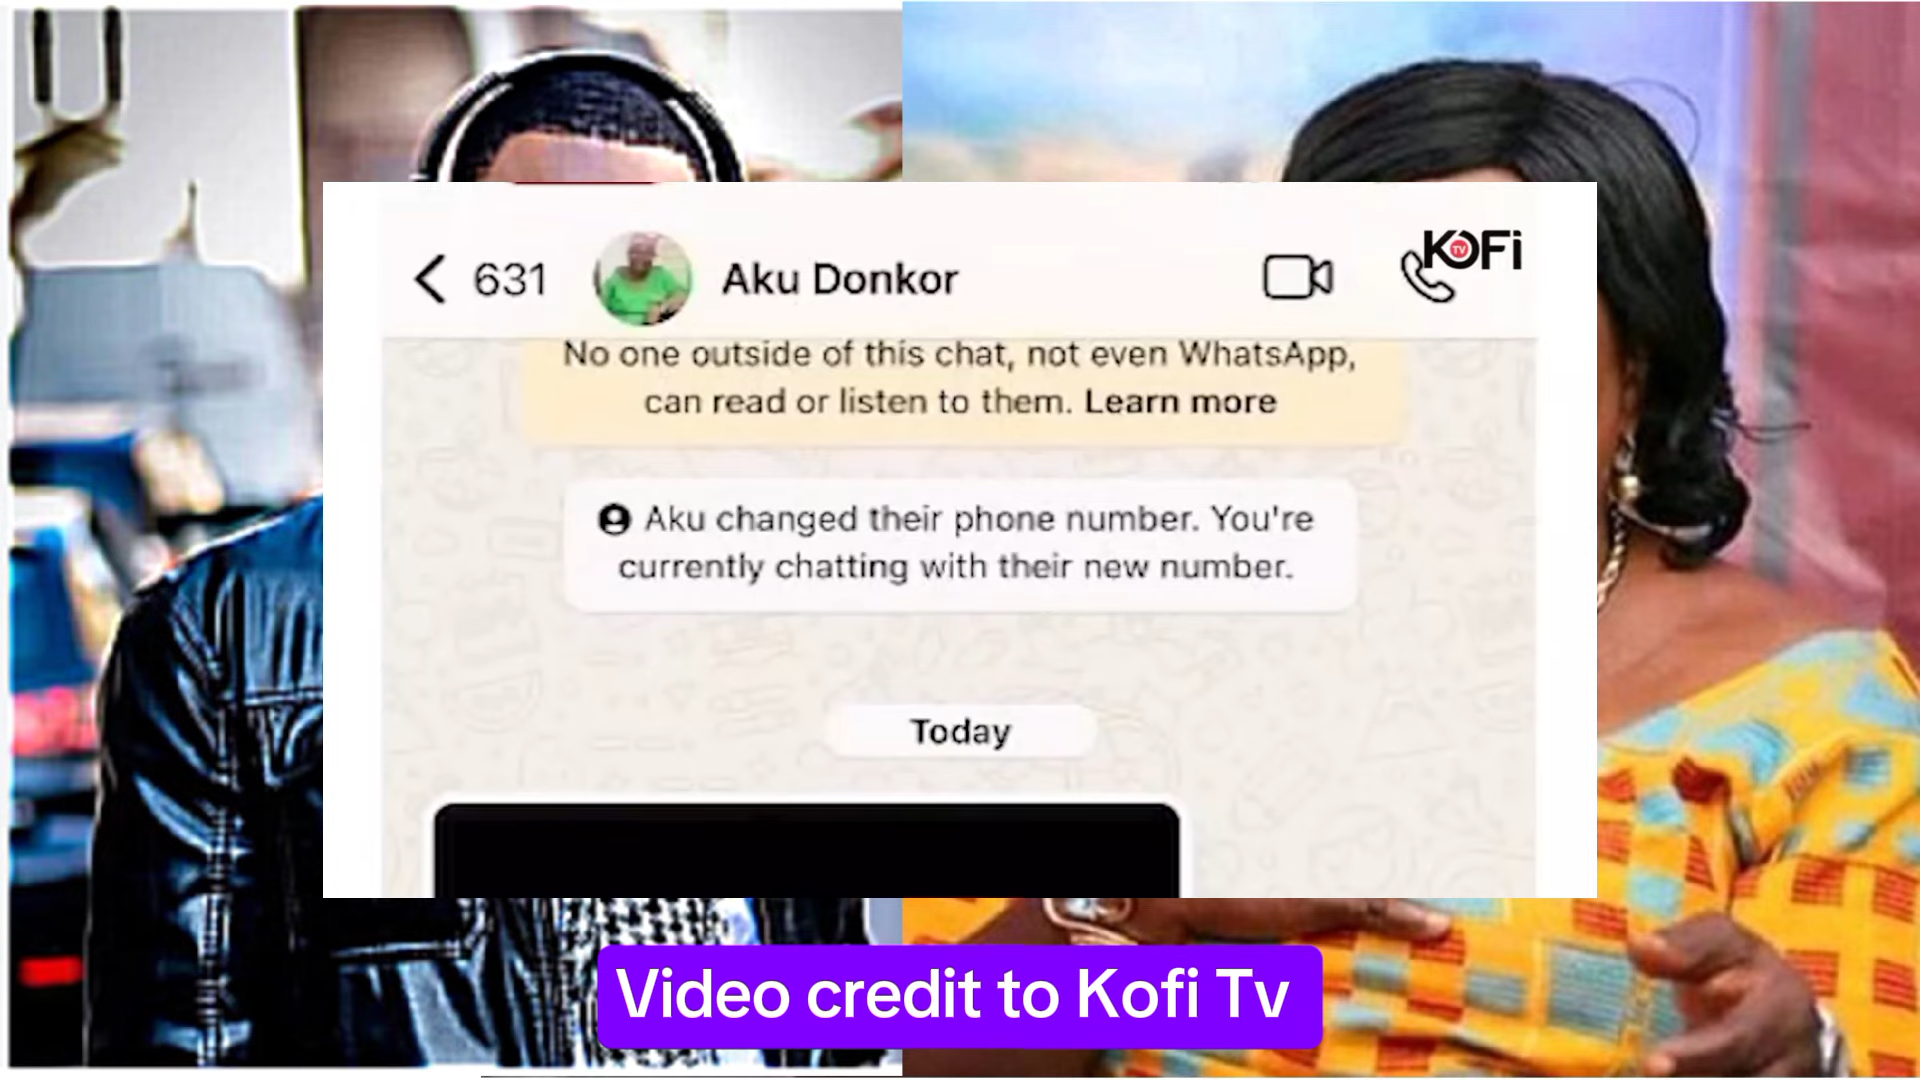 631
Aku Donkor
KOFi
TV
No one outside of this chat, not even WhatsApp,
can read or listen to them. Learn more
Aku changed their phone number. You're
currently chatting with their new number.
Today
Video credit to Kofi Tv